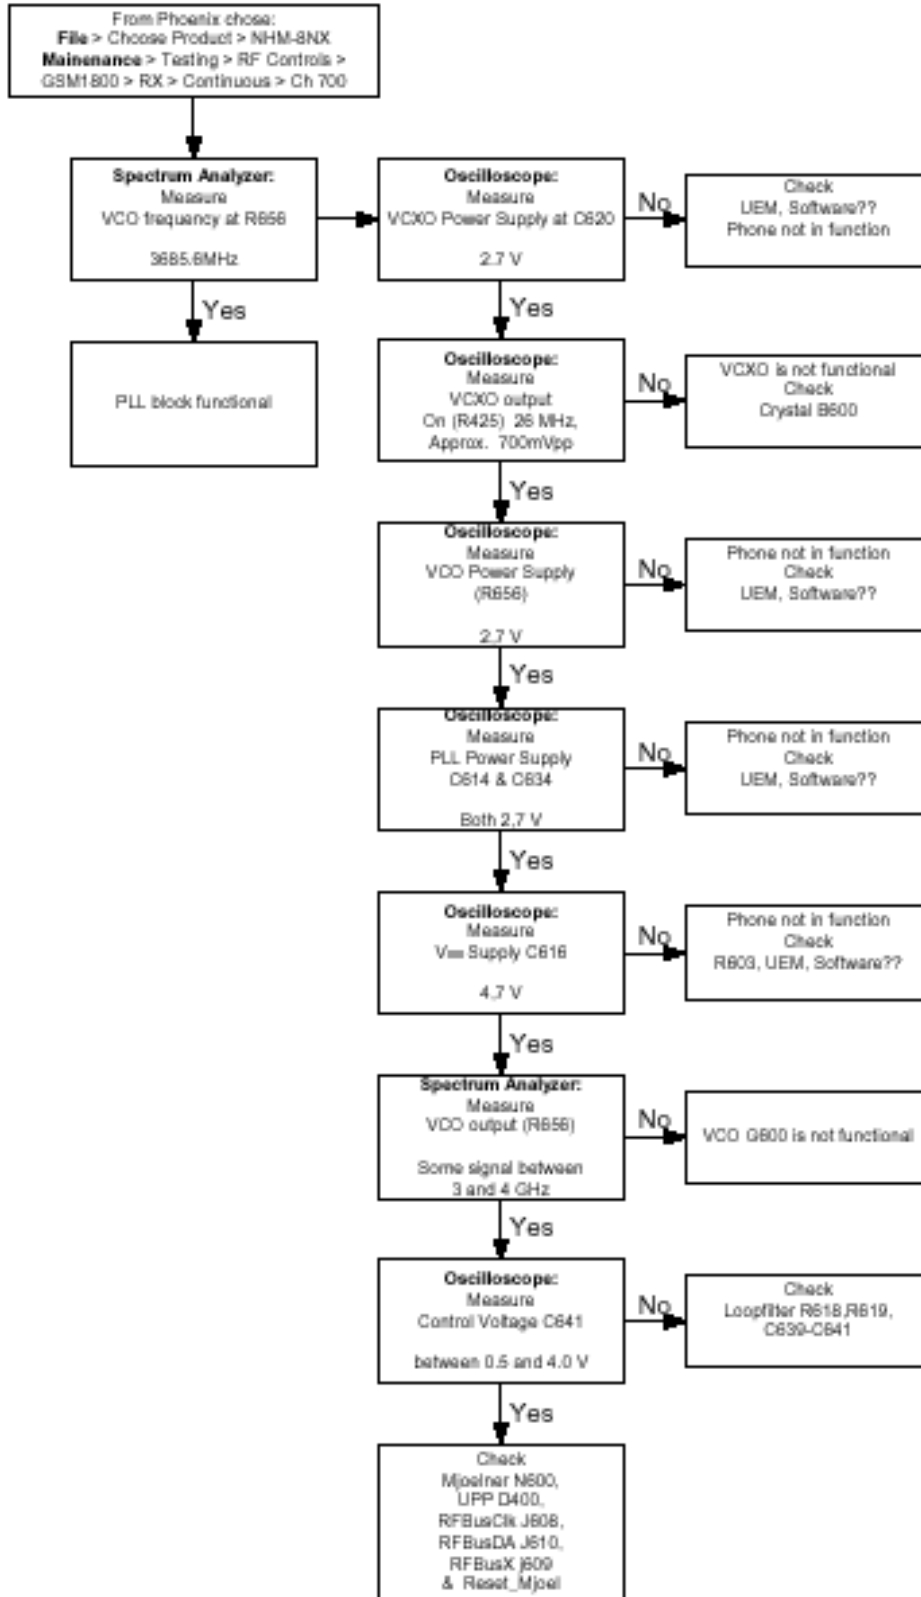 From Phoenix chose:
File > Choose Product > NHM-8NX
Mainenance > Testing > RF Controls >
GSM1800 > RX > Continuous > Ch 700
Spectrum Analyzer:
Measure
VCO frequency at R656
3685.6MHz
Yes
PLL block functional
Oscilloscope:
Measure
VCXO Power Supply at C620
2.7 V
No
Check
UEM, Software??
Phone not in function
Yes
Oscilloscope:
Measure
VCXO output
On (R425) 26 MHz,
Approx. 700mVpp
No
VCXO is not functional
Check
Crystal B600
Yes
Oscilloscope:
Measure
VCO Power Supply
(R656)
2,7 V
No
Phone not in function
Check
UEM, Software??
Yes
Oscilloscope:
Measure
PLL Power Supply
C614 & C634
Both 2,7 V
No
Phone not in function
Check
UEM, Software??
Yes
Oscilloscope:
Measure
Supply C616
4,7 V
No
Phone not in function
Check
R603, UEM, Software??
Yes
Spectrum Analyzer:
Measure
VCO output (R656)
Some signal between
3 and 4 GHz
No
VCO G600 is not functional
Yes
Oscilloscope:
Measure
Control Voltage C641
between 0.5 and 4.0 V
No
Check
Loopfilter R618,R619,
C639-C641
Yes
Check
Mjoelner N600,
UPP D400,
RFBusClk J608,
RFBusDA J610,
RFBusX j609
& Reset_Mjoel